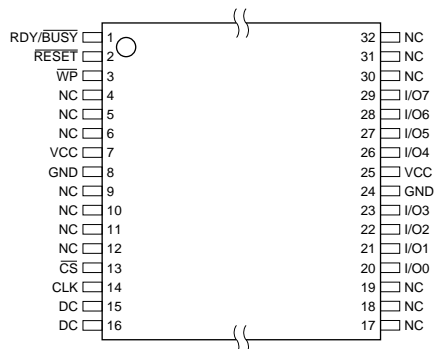 RDY/BUSY 1 32 NC
RESET 2 31 NC
WP 3 30 NC
NC 4 29 I/O7
NC 5 28 I/O6
NC 6 27 I/O5
VCC 7 26 I/O4
GND 8 25 VCC
NC 9 24 GND
NC 10 23 I/O3
NC 11 22 I/O2
NC 12 21 I/O1
CS 13 20 I/O0
CLK 14 19 NC
DC 15 18 NC
DC 16 17 NC